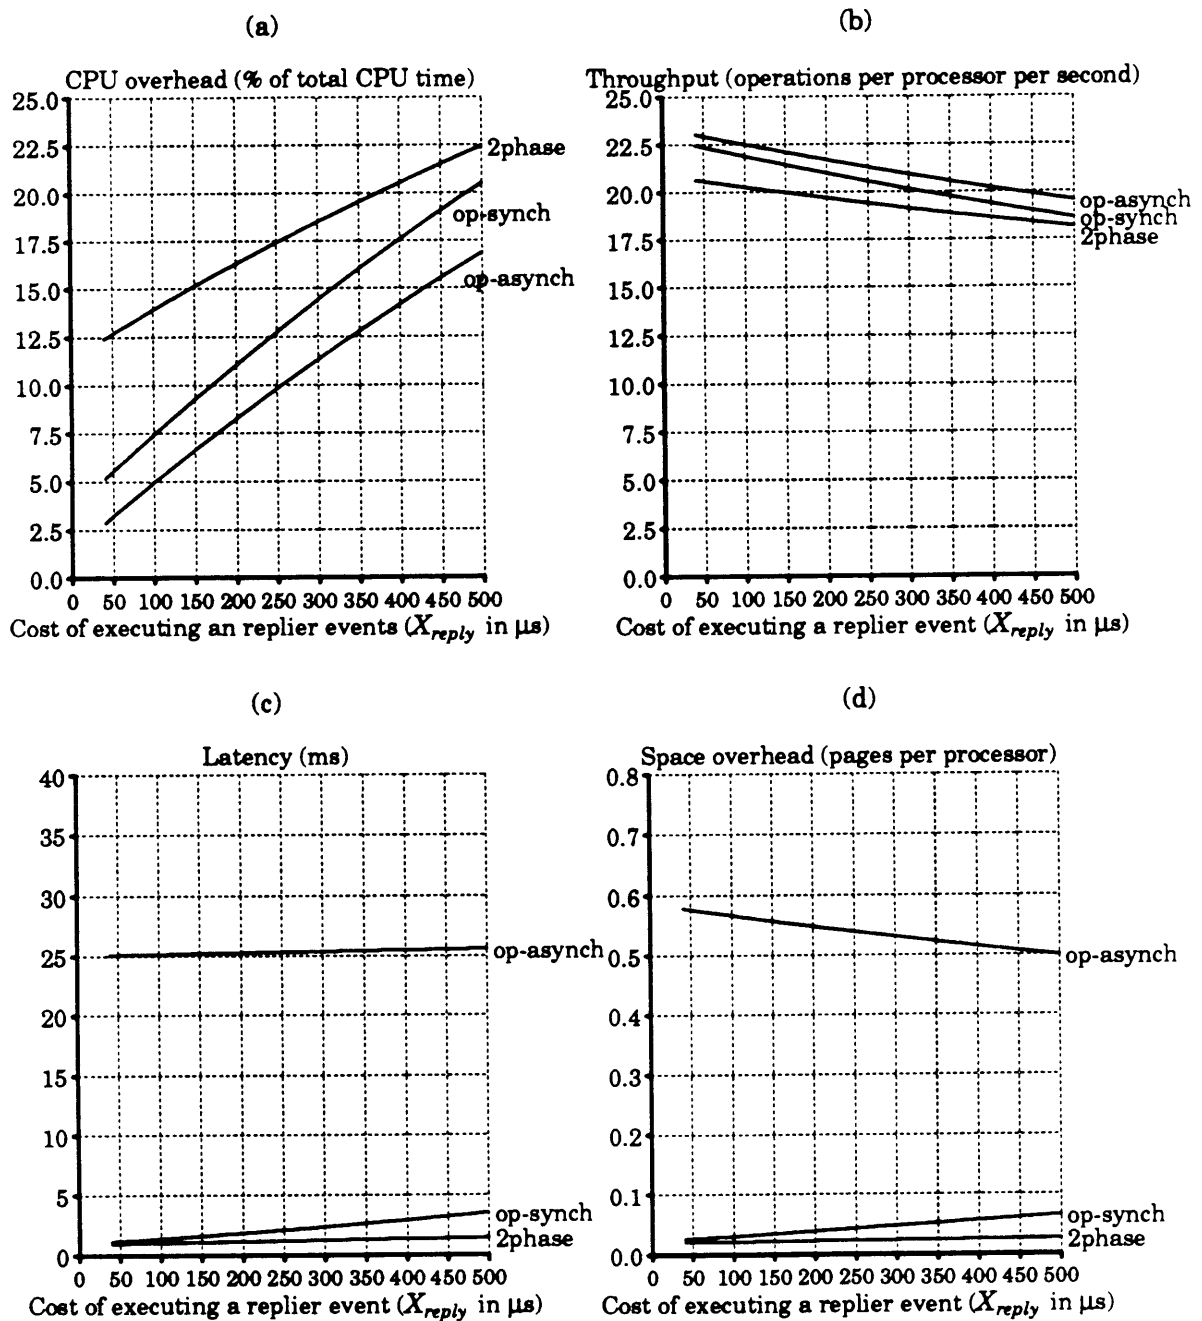 (a)
CPU overhead (% of total CPU time)
25.0
22.5
20.0
17.5
15.0
12.5
10.0
7.5
5.0
2.5
0.0
2phase
op-synch
op-asynch
0 50 100 150 200 250 300 350 400 450 500
Cost of executing an replier events (X_reply in μs)
(b)
Throughput (operations per processor per second)
25.0
22.5
20.0
17.5
15.0
12.5
10.0
7.5
5.0
2.5
0.0
op-asynch
op-synch
2phase
0 50 100 150 200 250 300 350 400 450 500
Cost of executing a replier event (X_reply in μs)
(c)
Latency (ms)
40
35
30
25
20
15
10
5
0
op-asynch
op-synch
2phase
0 50 100 150 200 250 300 350 400 450 500
Cost of executing a replier event (X_reply in μs)
(d)
Space overhead (pages per processor)
0.8
0.7
0.6
0.5
0.4
0.3
0.2
0.1
0.0
op-asynch
op-synch
2phase
0 50 100 150 200 250 300 350 400 450 500
Cost of executing a replier event (X_reply in μs)